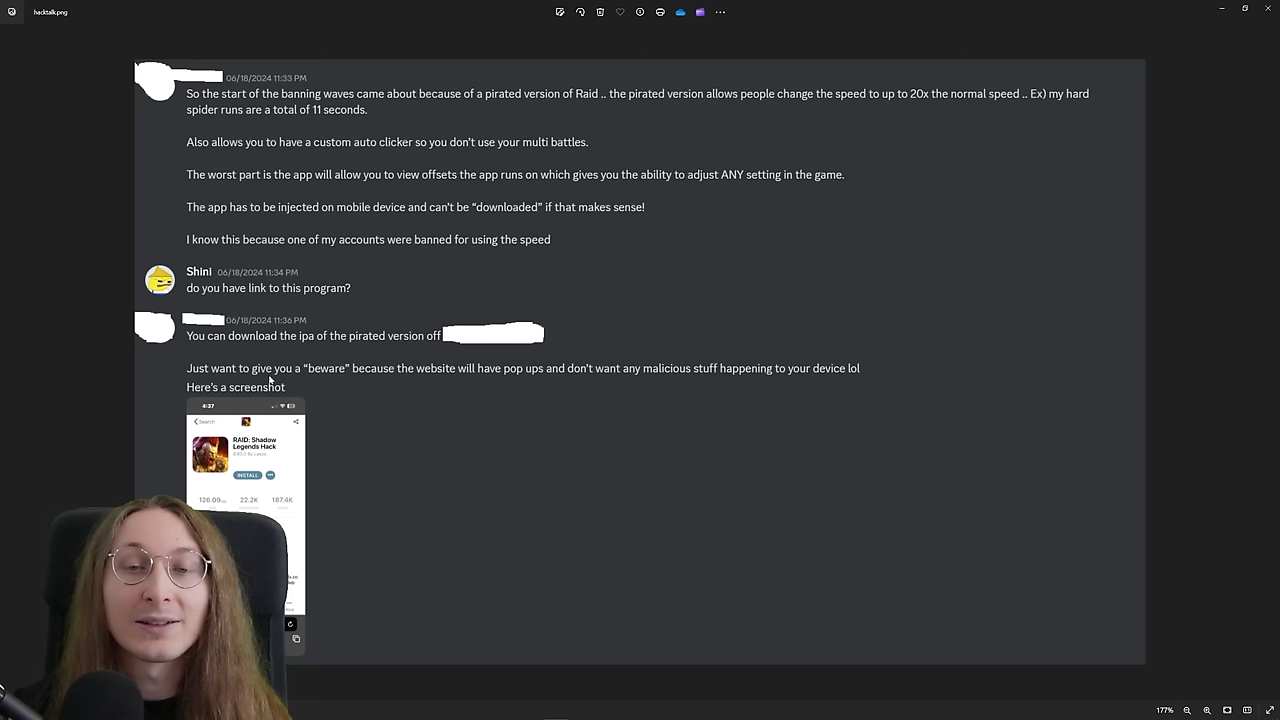 hacktalk.png
06/18/2024 11:33 PM
So the start of the banning waves came about because of a pirated version of Raid .. the pirated version allows people change the speed to up to 20x the normal speed .. Ex) my hard
spider runs are a total of 11 seconds.
Also allows you to have a custom auto clicker so you don't use your multi battles.
The worst part is the app will allow you to view offsets the app runs on which gives you the ability to adjust ANY setting in the game.
The app has to be injected on mobile device and can't be “downloaded” if that makes sense!
I know this because one of my accounts were banned for using the speed
Shini 06/18/2024 11:34 PM
do you have link to this program?
06/18/2024 11:36 PM
You can download the ipa of the pirated version off
Just want to give you a “beware” because the website will have pop ups and don't want any malicious stuff happening to your device lol
Here's a screenshot
4:37
Search
RAID: Shadow
Legends Hack
INSTALL
126.09
22.2K
187.4K
177%